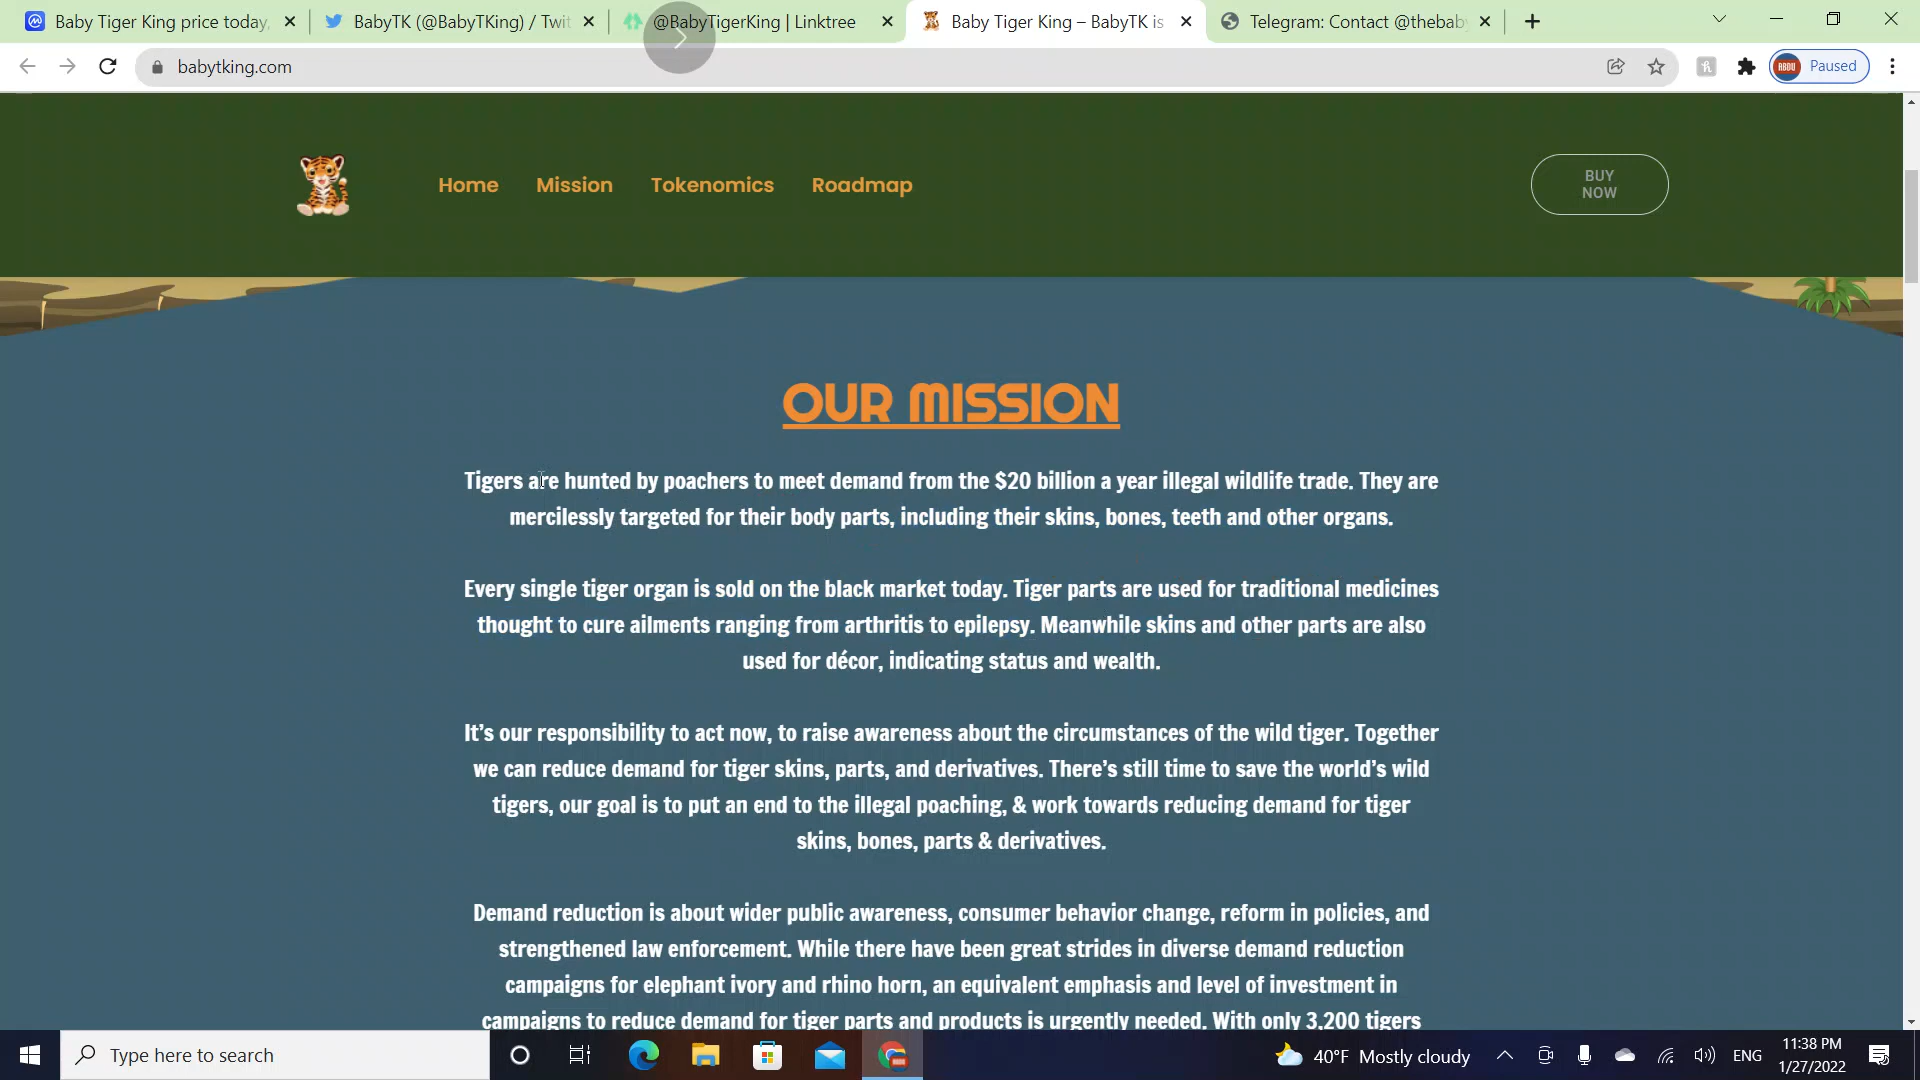 Baby Tiger King price today,
BabyTK (@BabyTKing) / Twit
@BabyTigerKing | Linktree
Baby Tiger King – BabyTK is
Telegram: Contact @thebab
babytking.com
ABDU
Paused
Home
Mission
Tokenomics
Roadmap
BUY
NOW
OUR MISSION
Tigers are hunted by poachers to meet demand from the $20 billion a year illegal wildlife trade. They are
mercilessly targeted for their body parts, including their skins, bones, teeth and other organs.
Every single tiger organ is sold on the black market today. Tiger parts are used for traditional medicines
thought to cure ailments ranging from arthritis to epilepsy. Meanwhile skins and other parts are also
used for décor, indicating status and wealth.
It’s our responsibility to act now, to raise awareness about the circumstances of the wild tiger. Together
we can reduce demand for tiger skins, parts, and derivatives. There’s still time to save the world’s wild
tigers, our goal is to put an end to the illegal poaching, & work towards reducing demand for tiger
skins, bones, parts & derivatives.
Demand reduction is about wider public awareness, consumer behavior change, reform in policies, and
strengthened law enforcement. While there have been great strides in diverse demand reduction
campaigns for elephant ivory and rhino horn, an equivalent emphasis and level of investment in
campaigns to reduce demand for tiger parts and products is urgently needed. With only 3,200 tigers
Type here to search
40°F Mostly cloudy
ENG
11:38 PM
1/27/2022